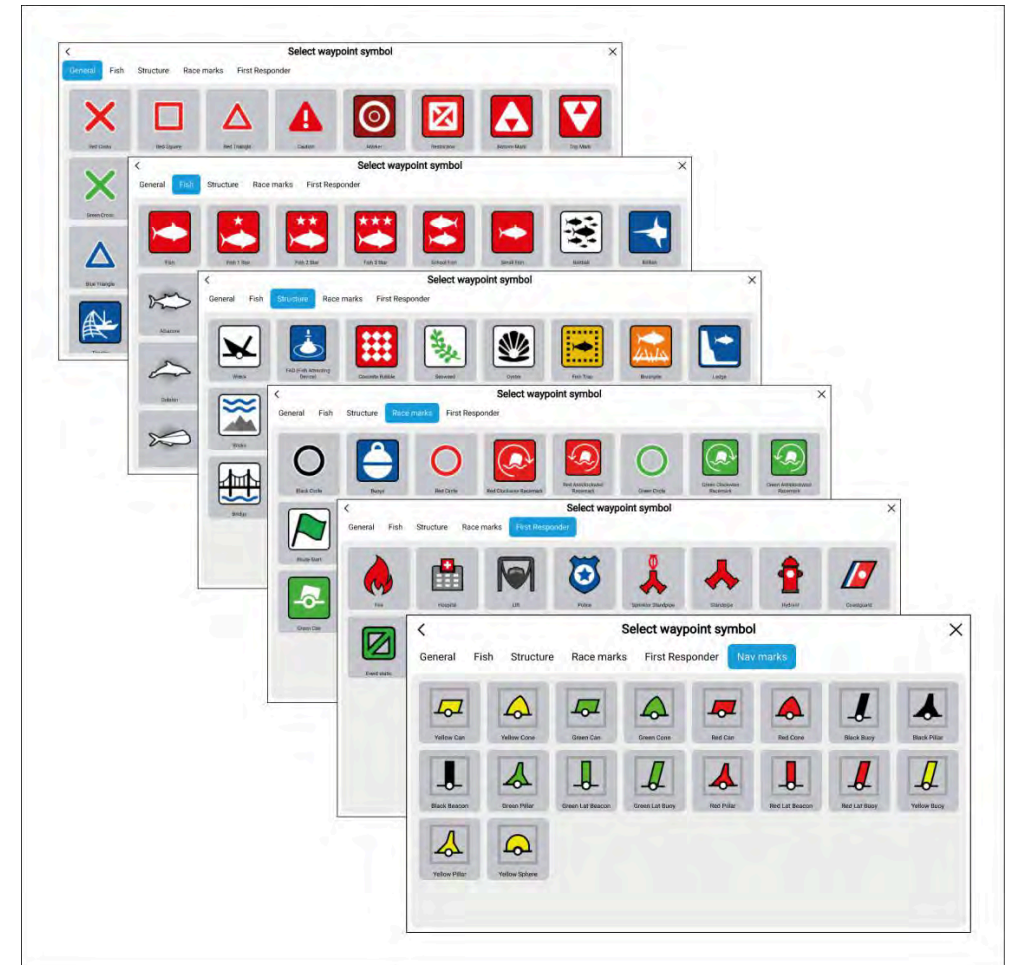 Select waypoint symbol
General Fish Structure Race marks First Responder
Red Cross Red Square Red Triangle Caution Marker Restricted Bottom Mark Top Mark
Green Cross
Blue Triangle
Select waypoint symbol
General Fish Structure Race marks First Responder
Fish Fish 1 Star Fish 2 Star Fish 3 Star School Fish Small Fish Baitball Billfish
Albacore
Dolphin
Select waypoint symbol
General Fish Structure Race marks First Responder
Wreck FAD (Fish Attracting Device) Concrete Rubble Seaweed Oyster Fish Trap Brushpile Ledge
Rocks
Bridge
Select waypoint symbol
General Fish Structure Race marks First Responder
Black Circle Buoys Red Circle Red Clockwise Racemark Red Anticlockwise Racemark Green Circle Green Clockwise Racemark Green Anticlockwise Racemark
Route Start
Green Can
Select waypoint symbol
General Fish Structure Race marks First Responder
Fire Hospital Lift Police Sprinkler Standpipe Standpipe Hydrant Coastguard
Select waypoint symbol
General Fish Structure Race marks First Responder Nav marks
Yellow Can Yellow Cone Green Can Green Cone Red Can Red Cone Black Buoy Black Pillar
Black Beacon Green Pillar Green Lat Beacon Green Lat Buoy Red Pillar Red Lat Beacon Red Lat Buoy Yellow Buoy
Yellow Pillar Yellow Sphere